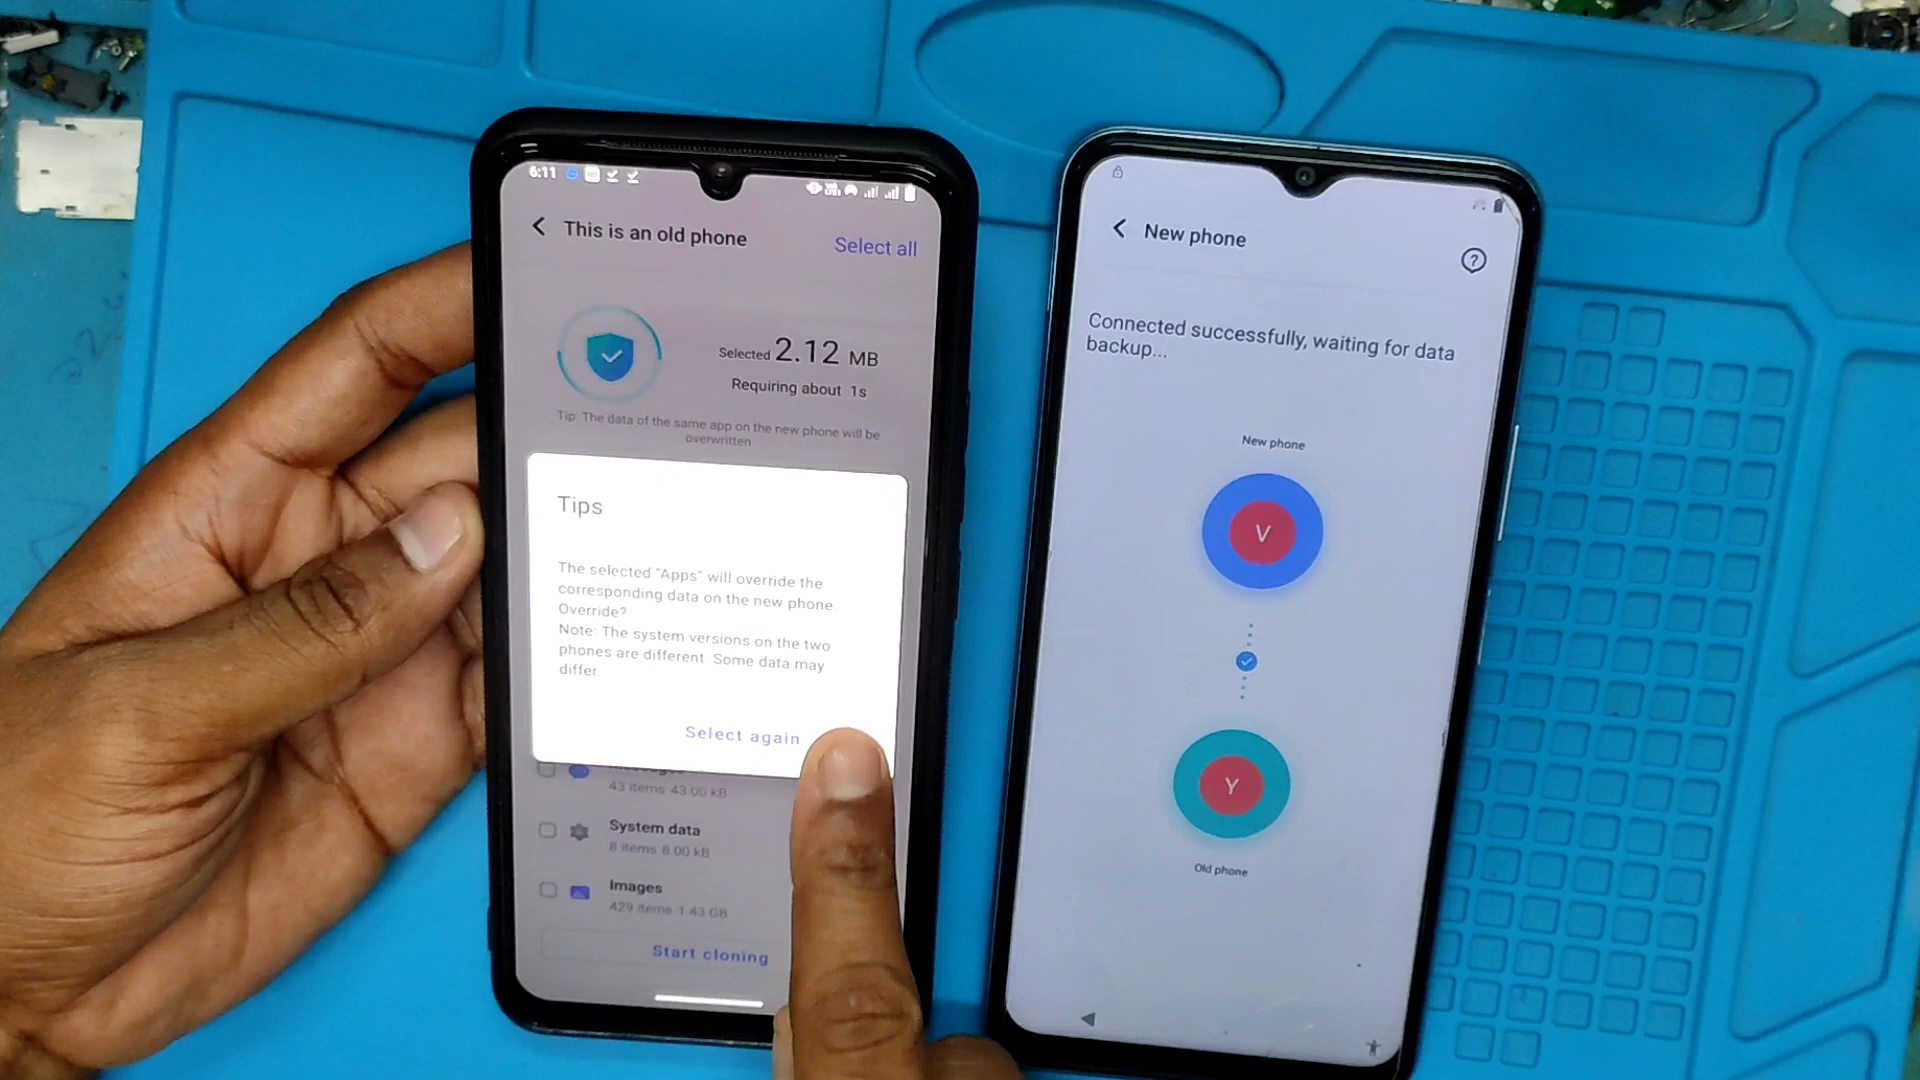 6:11
This is an old phone
Select all
Selected 2.12 MB
Requiring about 1s
Tip: The data of the same app on the new phone will be
overwritten
Tips
The selected "Apps" will override the
corresponding data on the new phone.
Override?
Note: The system versions on the two
phones are different. Some data may
differ.
Select again
43 items 43.00 kB
System data
8 items 8.00 kB
Images
429 items 1.43 GB
Start cloning
New phone
Connected successfully, waiting for data
backup...
New phone
V
Y
Old phone